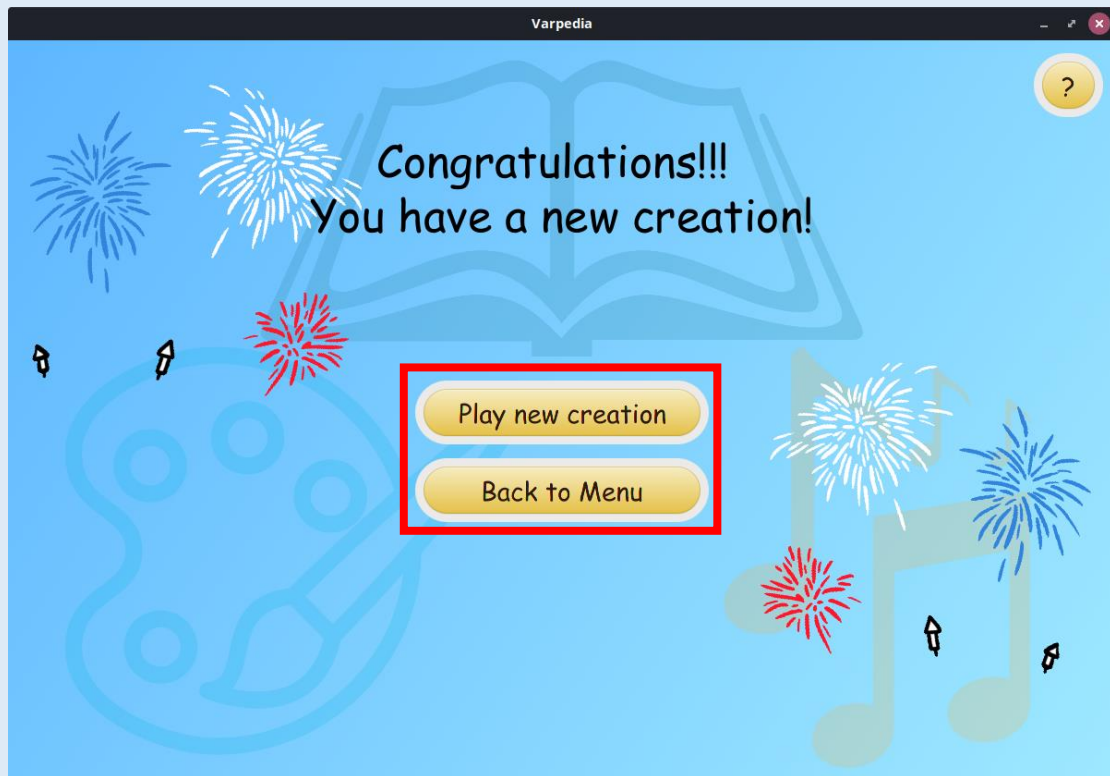 Varpedia
?
Congratulations!!!
You have a new creation!
Play new creation
Back to Menu